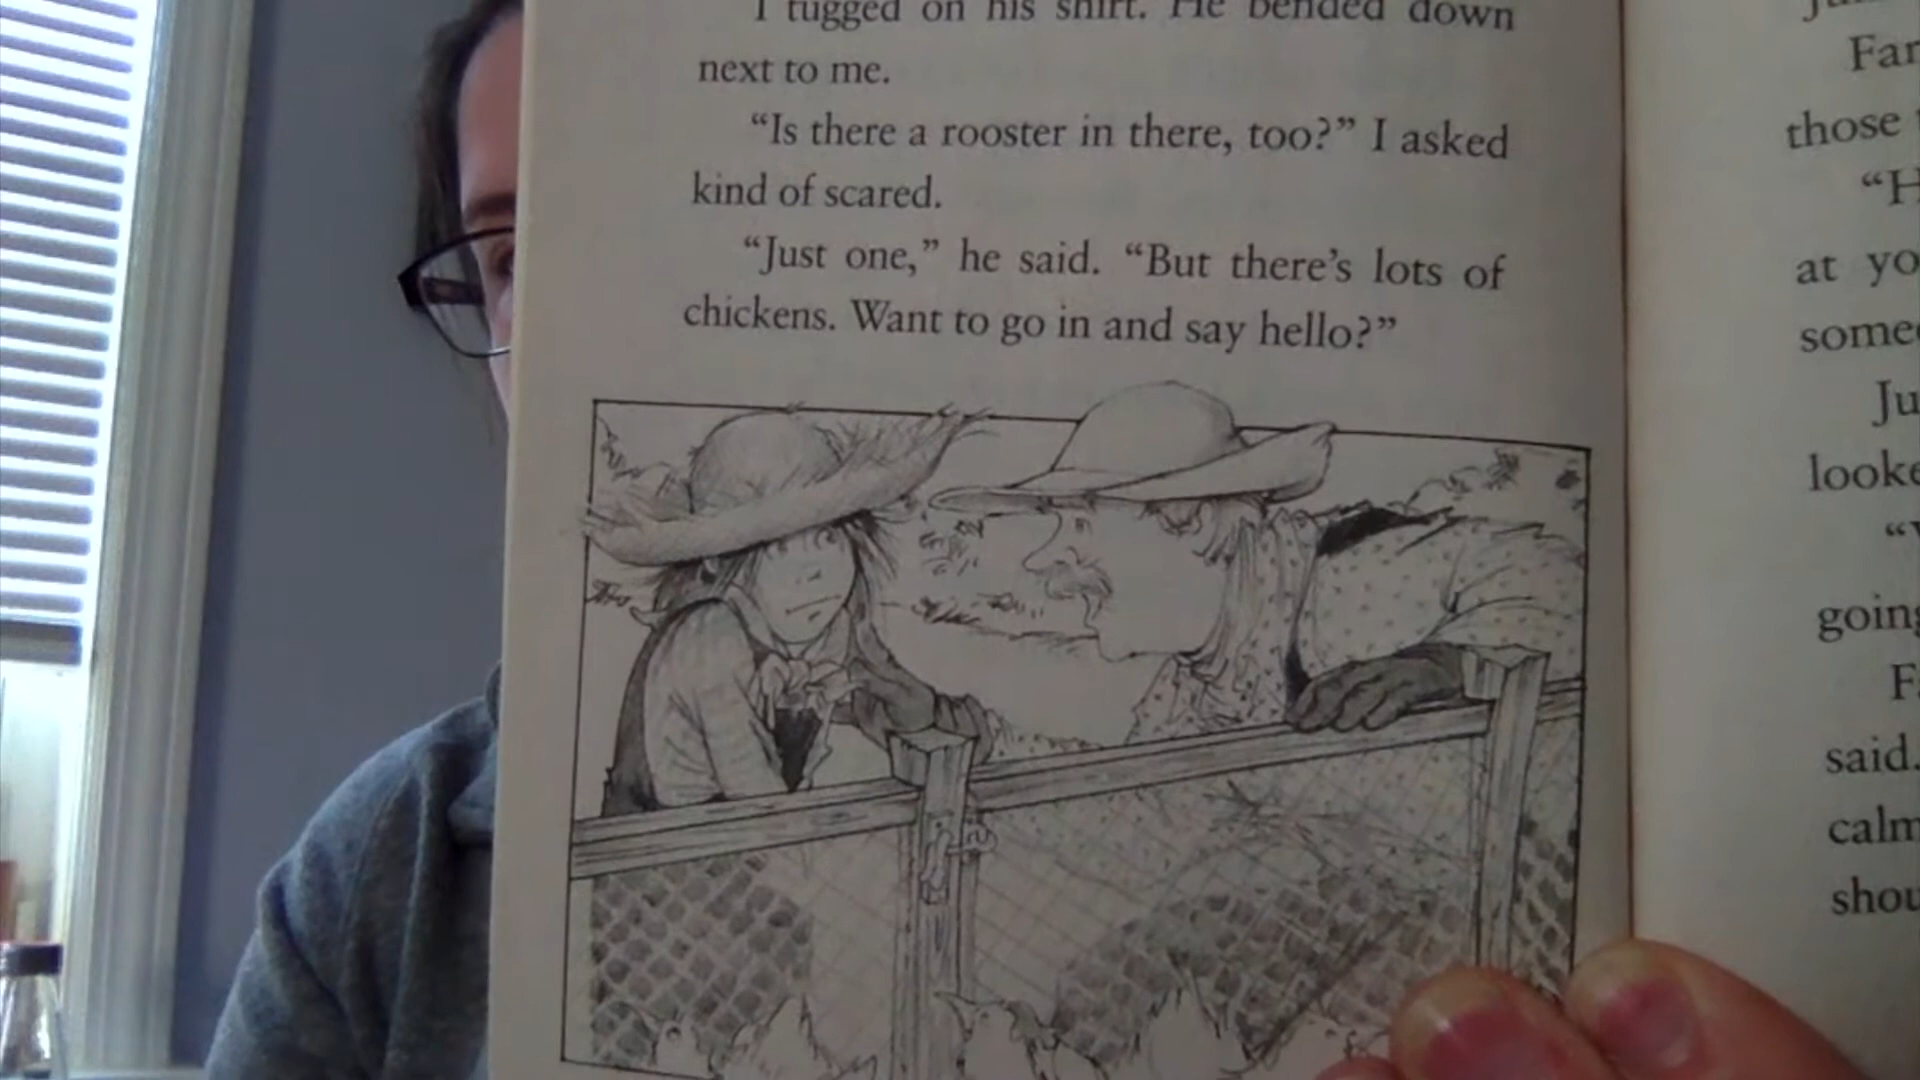 I tugged on his shirt. He bended down
next to me.
“Is there a rooster in there, too?” I asked
kind of scared.
“Just one,” he said. “But there’s lots of
chickens. Want to go in and say hello?”
Far
those
“H
at yo
some
Ju
looke
“W
going
F
said.
calm
shou